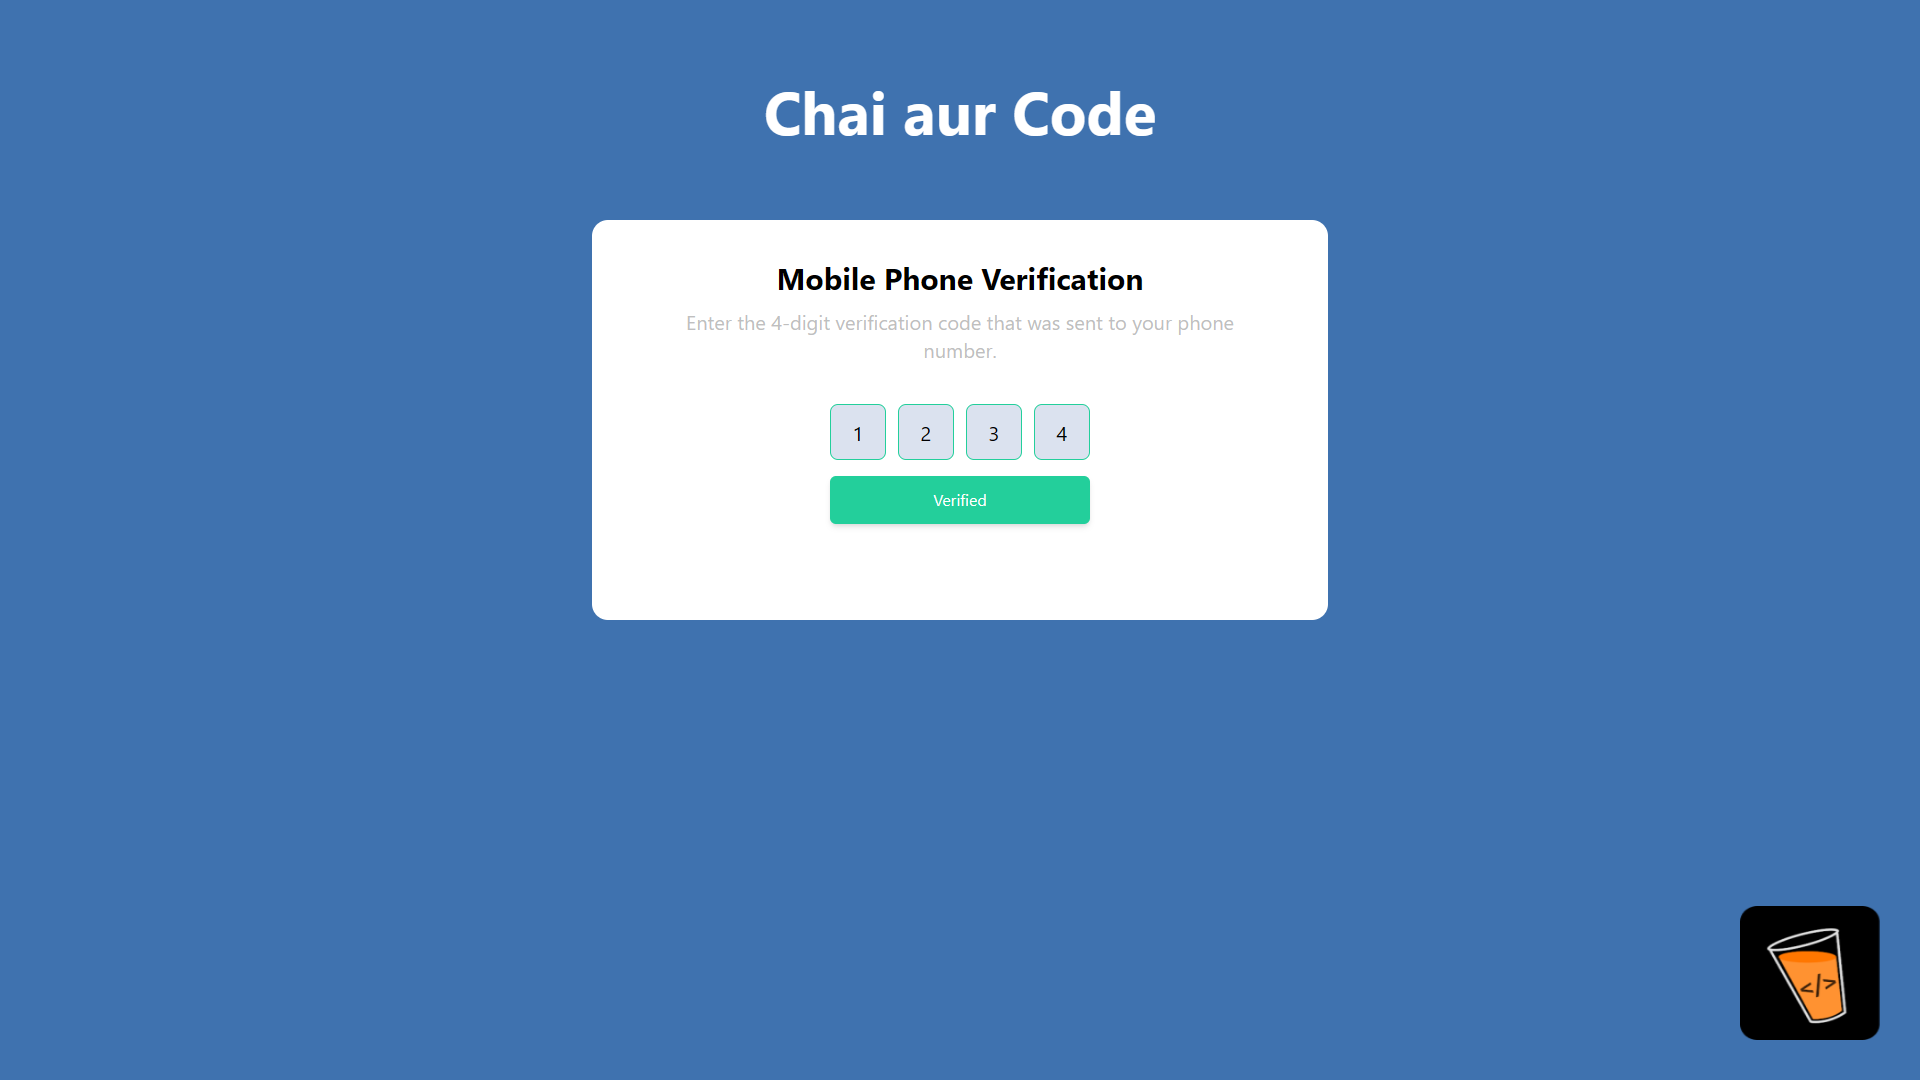 Chai aur Code
Mobile Phone Verification
Enter the 4-digit verification code that was sent to your phone
number.
1 2 3 4
Verified
</>